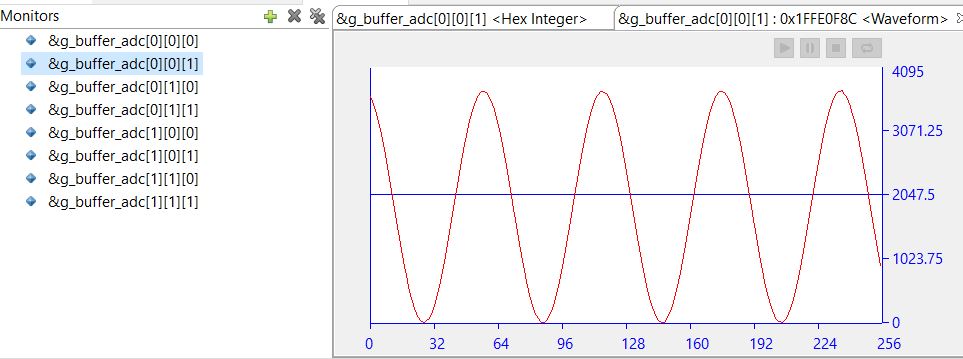 Monitors
&g_buffer_adc[0][0][0]
&g_buffer_adc[0][0][1]
&g_buffer_adc[0][1][0]
&g_buffer_adc[0][1][1]
&g_buffer_adc[1][0][0]
&g_buffer_adc[1][0][1]
&g_buffer_adc[1][1][0]
&g_buffer_adc[1][1][1]
&g_buffer_adc[0][0][1] <Hex Integer>
&g_buffer_adc[0][0][1] : 0x1FFE0F8C <Waveform>
4095
3071.25
2047.5
1023.75
0
0 32 64 96 128 160 192 224 256